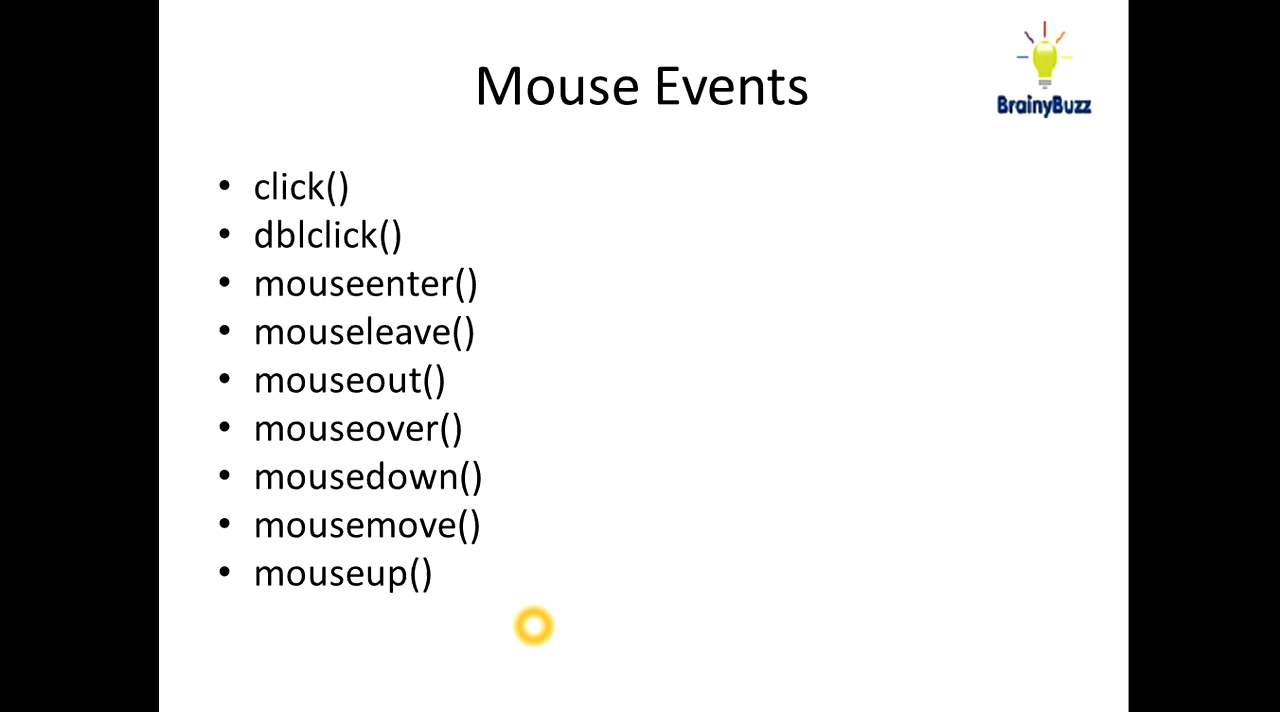 Mouse Events
BrainyBuzz
• click()
• dblclick()
• mouseenter()
• mouseleave()
• mouseout()
• mouseover()
• mousedown()
• mousemove()
• mouseup()